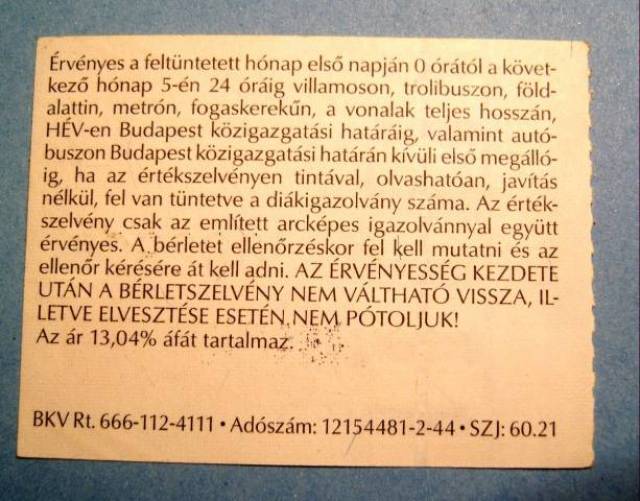 Érvényes a feltüntetett hónap első napján 0 órától a követ-
kező hónap 5-én 24 óráig villamoson, trolibuszon, föld-
alattin, metrón, fogaskerekűn, a vonalak teljes hosszán,
HÉV-en Budapest közigazgatási határáig, valamint autó-
buszon Budapest közigazgatási határán kívüli első megálló-
ig, ha az értékszelvényen tintával, olvashatóan, javítás
nélkül, fel van tüntetve a diákigazolvány száma. Az érték-
szelvény csak az említett arcképes igazolvánnyal együtt
érvényes. A bérletet ellenőrzéskor fel kell mutatni és az
ellenőr kérésére át kell adni. AZ ÉRVÉNYESSÉG KEZDETE
UTÁN A BÉRLETSZELVÉNY NEM VÁLTHATÓ VISSZA, IL-
LETVE ELVESZTÉSE ESETÉN NEM PÓTOLJUK!
Az ár 13,04% áfát tartalmaz.
BKV Rt. 666-112-4111 • Adószám: 12154481-2-44 • SZJ: 60.21